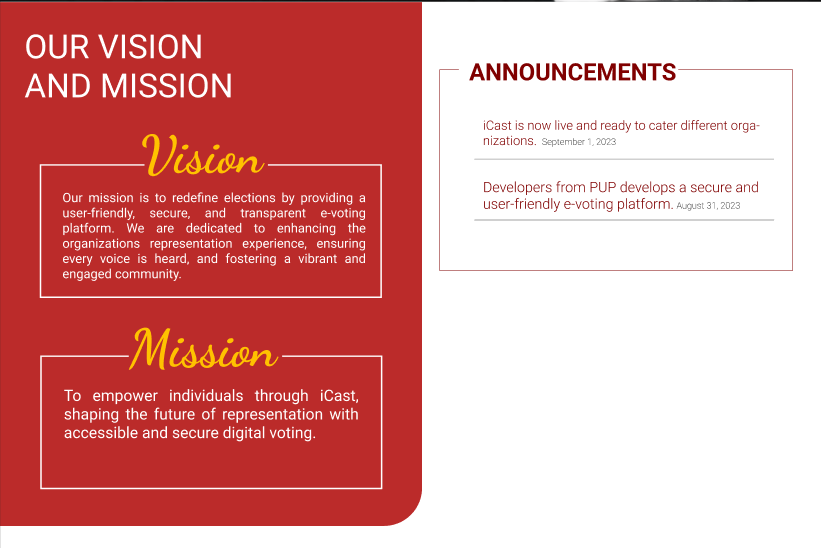 OUR VISION
AND MISSION
Vision
Our mission is to redefine elections by providing a
user-friendly, secure, and transparent e-voting
platform. We are dedicated to enhancing the
organizations representation experience, ensuring
every voice is heard, and fostering a vibrant and
engaged community.
Mission
To empower individuals through iCast,
shaping the future of representation with
accessible and secure digital voting.
ANNOUNCEMENTS
iCast is now live and ready to cater different orga-
nizations. September 1, 2023
Developers from PUP develops a secure and
user-friendly e-voting platform. August 31, 2023